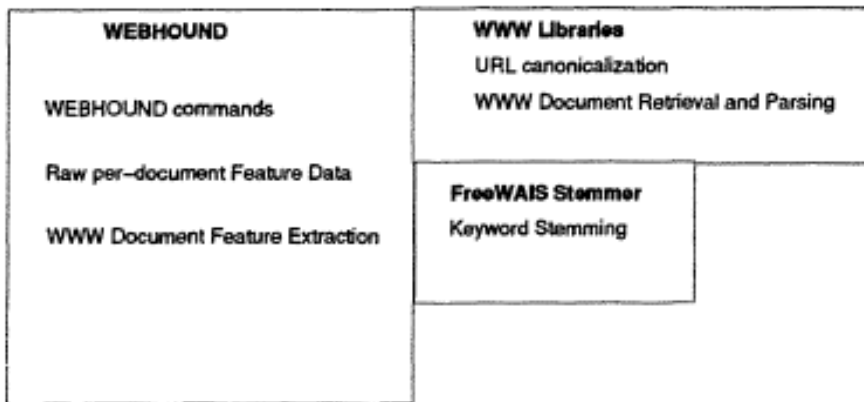 WEBHOUND
WEBHOUND commands
Raw per-document Feature Data
WWW Document Feature Extraction
WWW Libraries
URL canonicalization
WWW Document Retrieval and Parsing
FreeWAIS Stemmer
Keyword Stemming